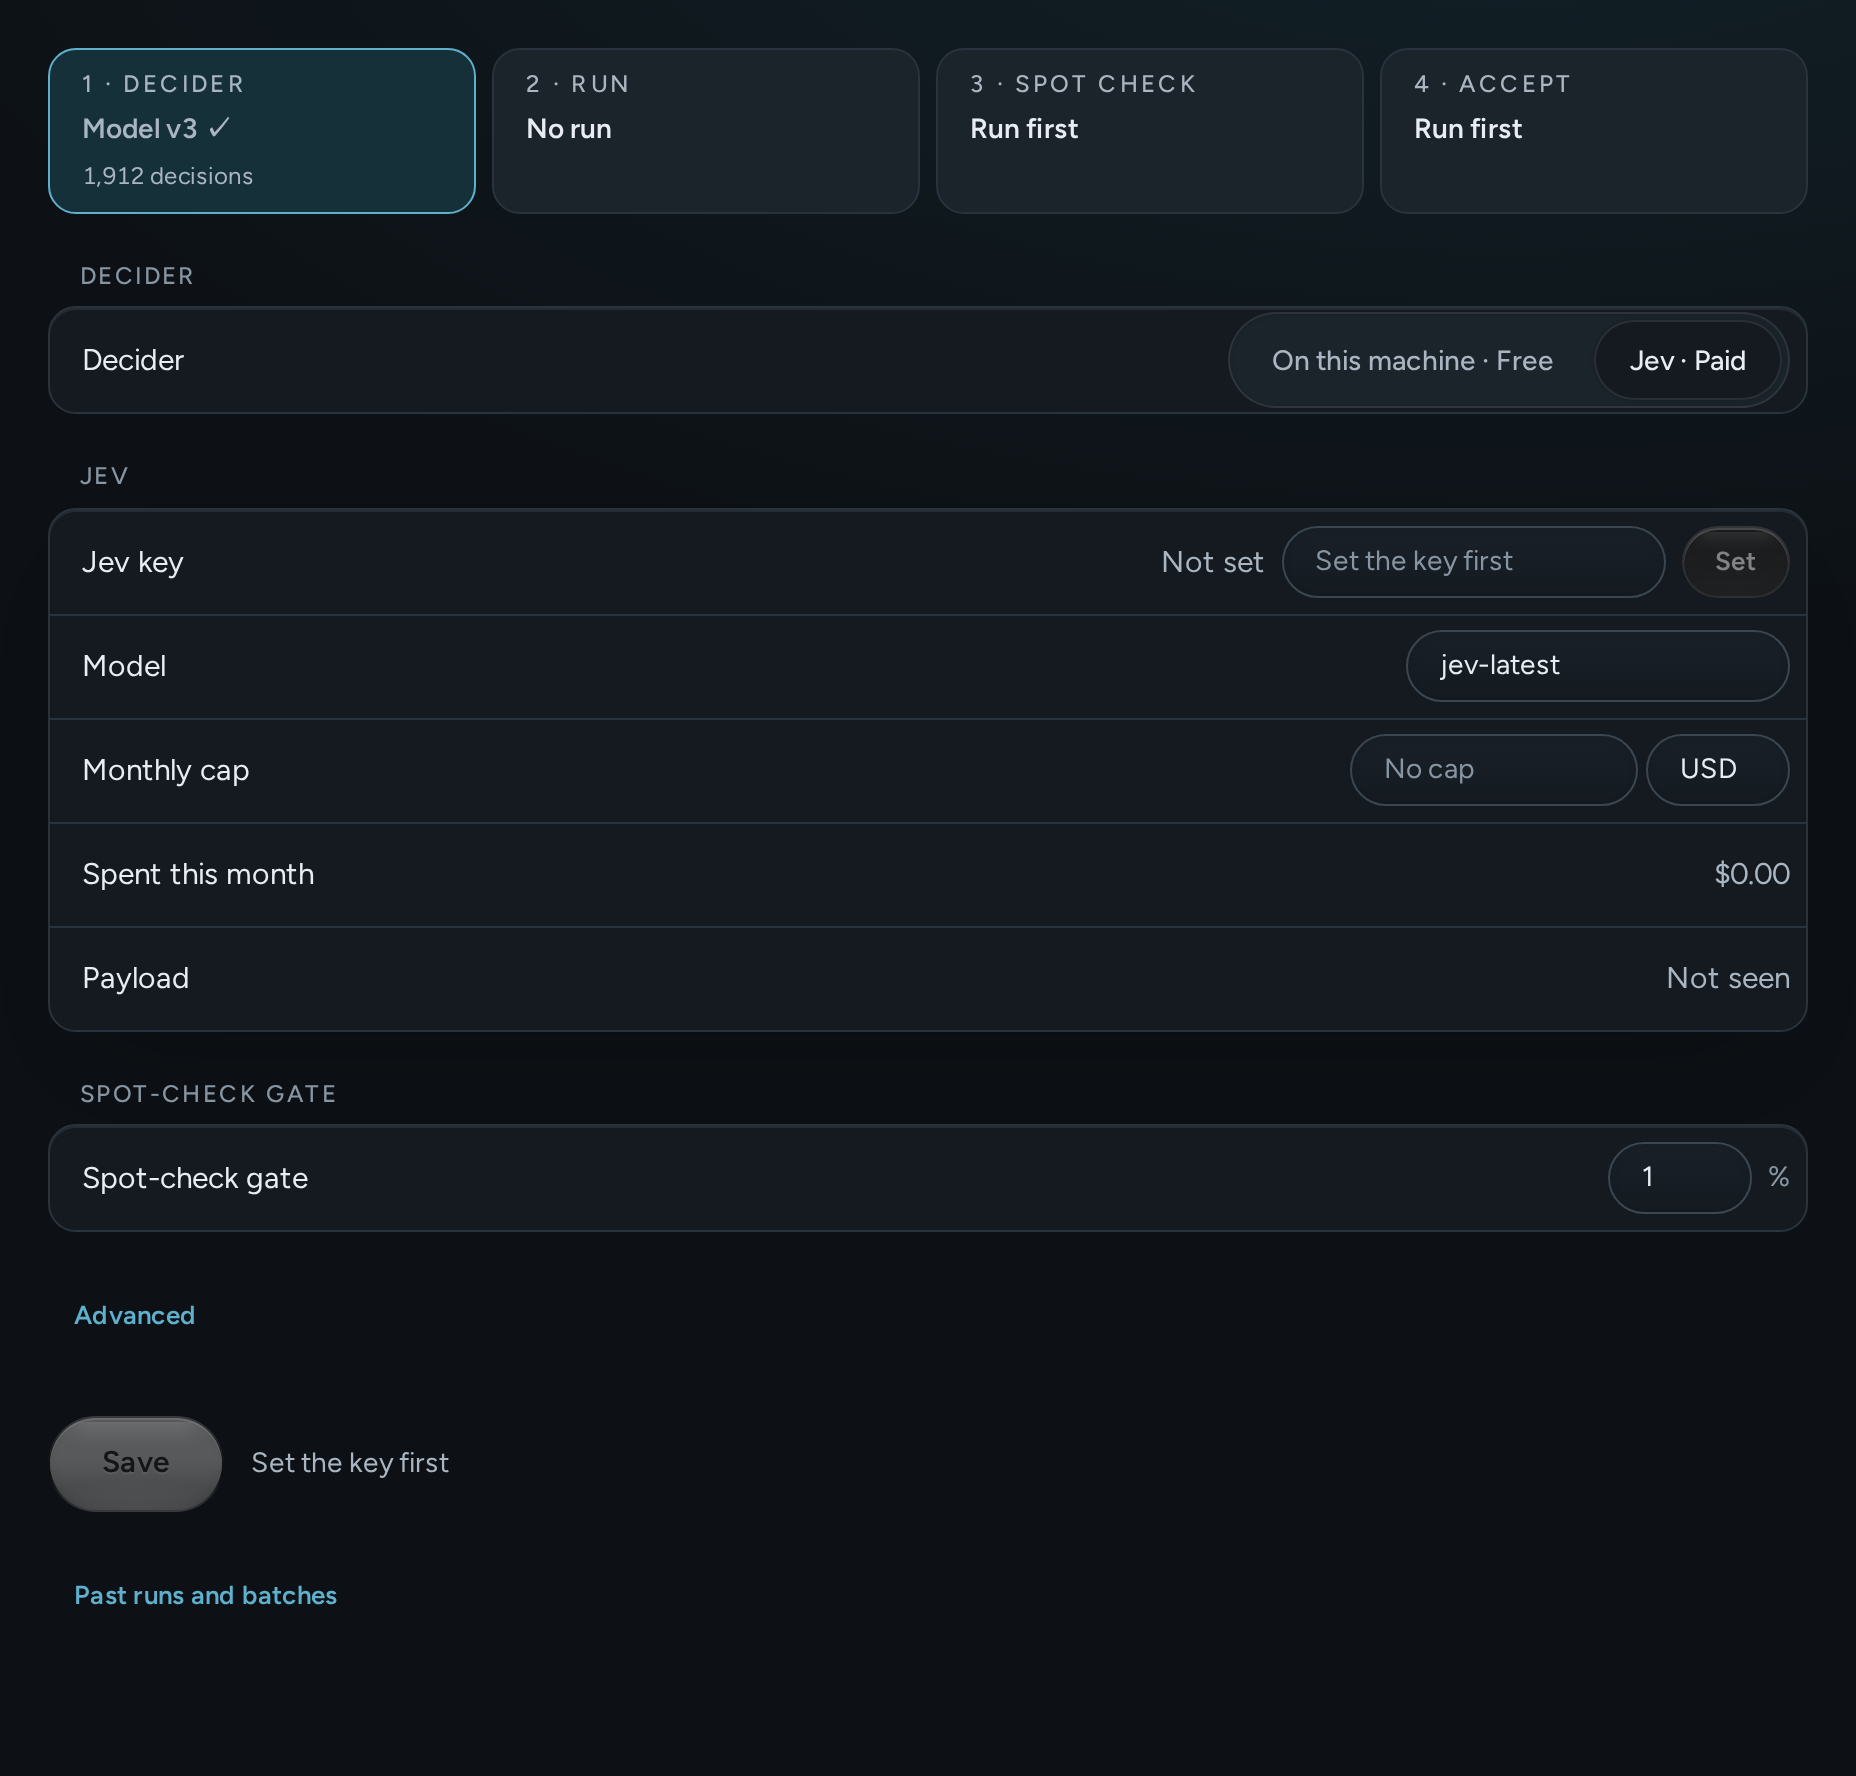 1 · DECIDER
Model v3 ✓
1,912 decisions
2 · RUN
No run
3 · SPOT CHECK
Run first
4 · ACCEPT
Run first
DECIDER
Decider
On this machine · Free
Jev · Paid
JEV
Jev key
Not set
Set the key first
Set
Model
jev-latest
Monthly cap
No cap
USD
Spent this month
$0.00
Payload
Not seen
SPOT-CHECK GATE
Spot-check gate
1
%
Advanced
Save
Set the key first
Past runs and batches